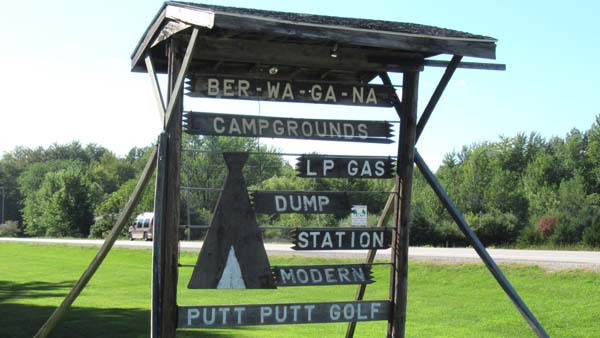 BER-WA-GA-NA
CAMPGROUNDS
LP GAS
DUMP
STATION
MODERN
PUTT PUTT GOLF